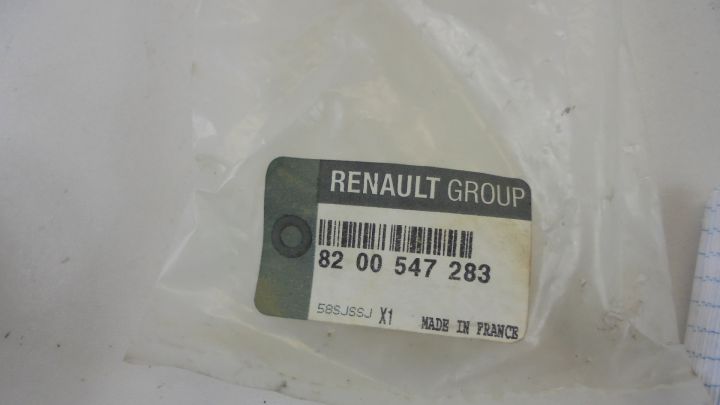 RENAULT GROUP
82 00 547 283
58SJSSJ X1 MADE IN FRANCE